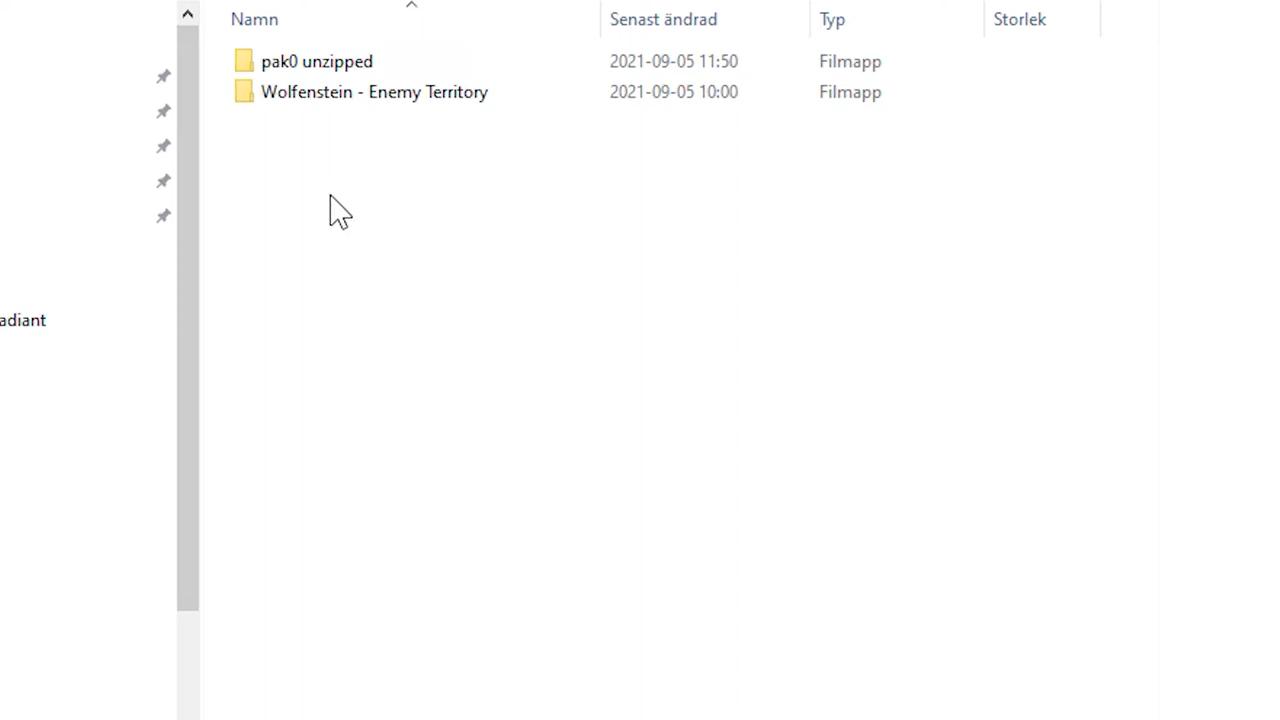 Namn Senast ändrad Typ Storlek
pak0 unzipped 2021-09-05 11:50 Filmapp
Wolfenstein - Enemy Territory 2021-09-05 10:00 Filmapp
adiant